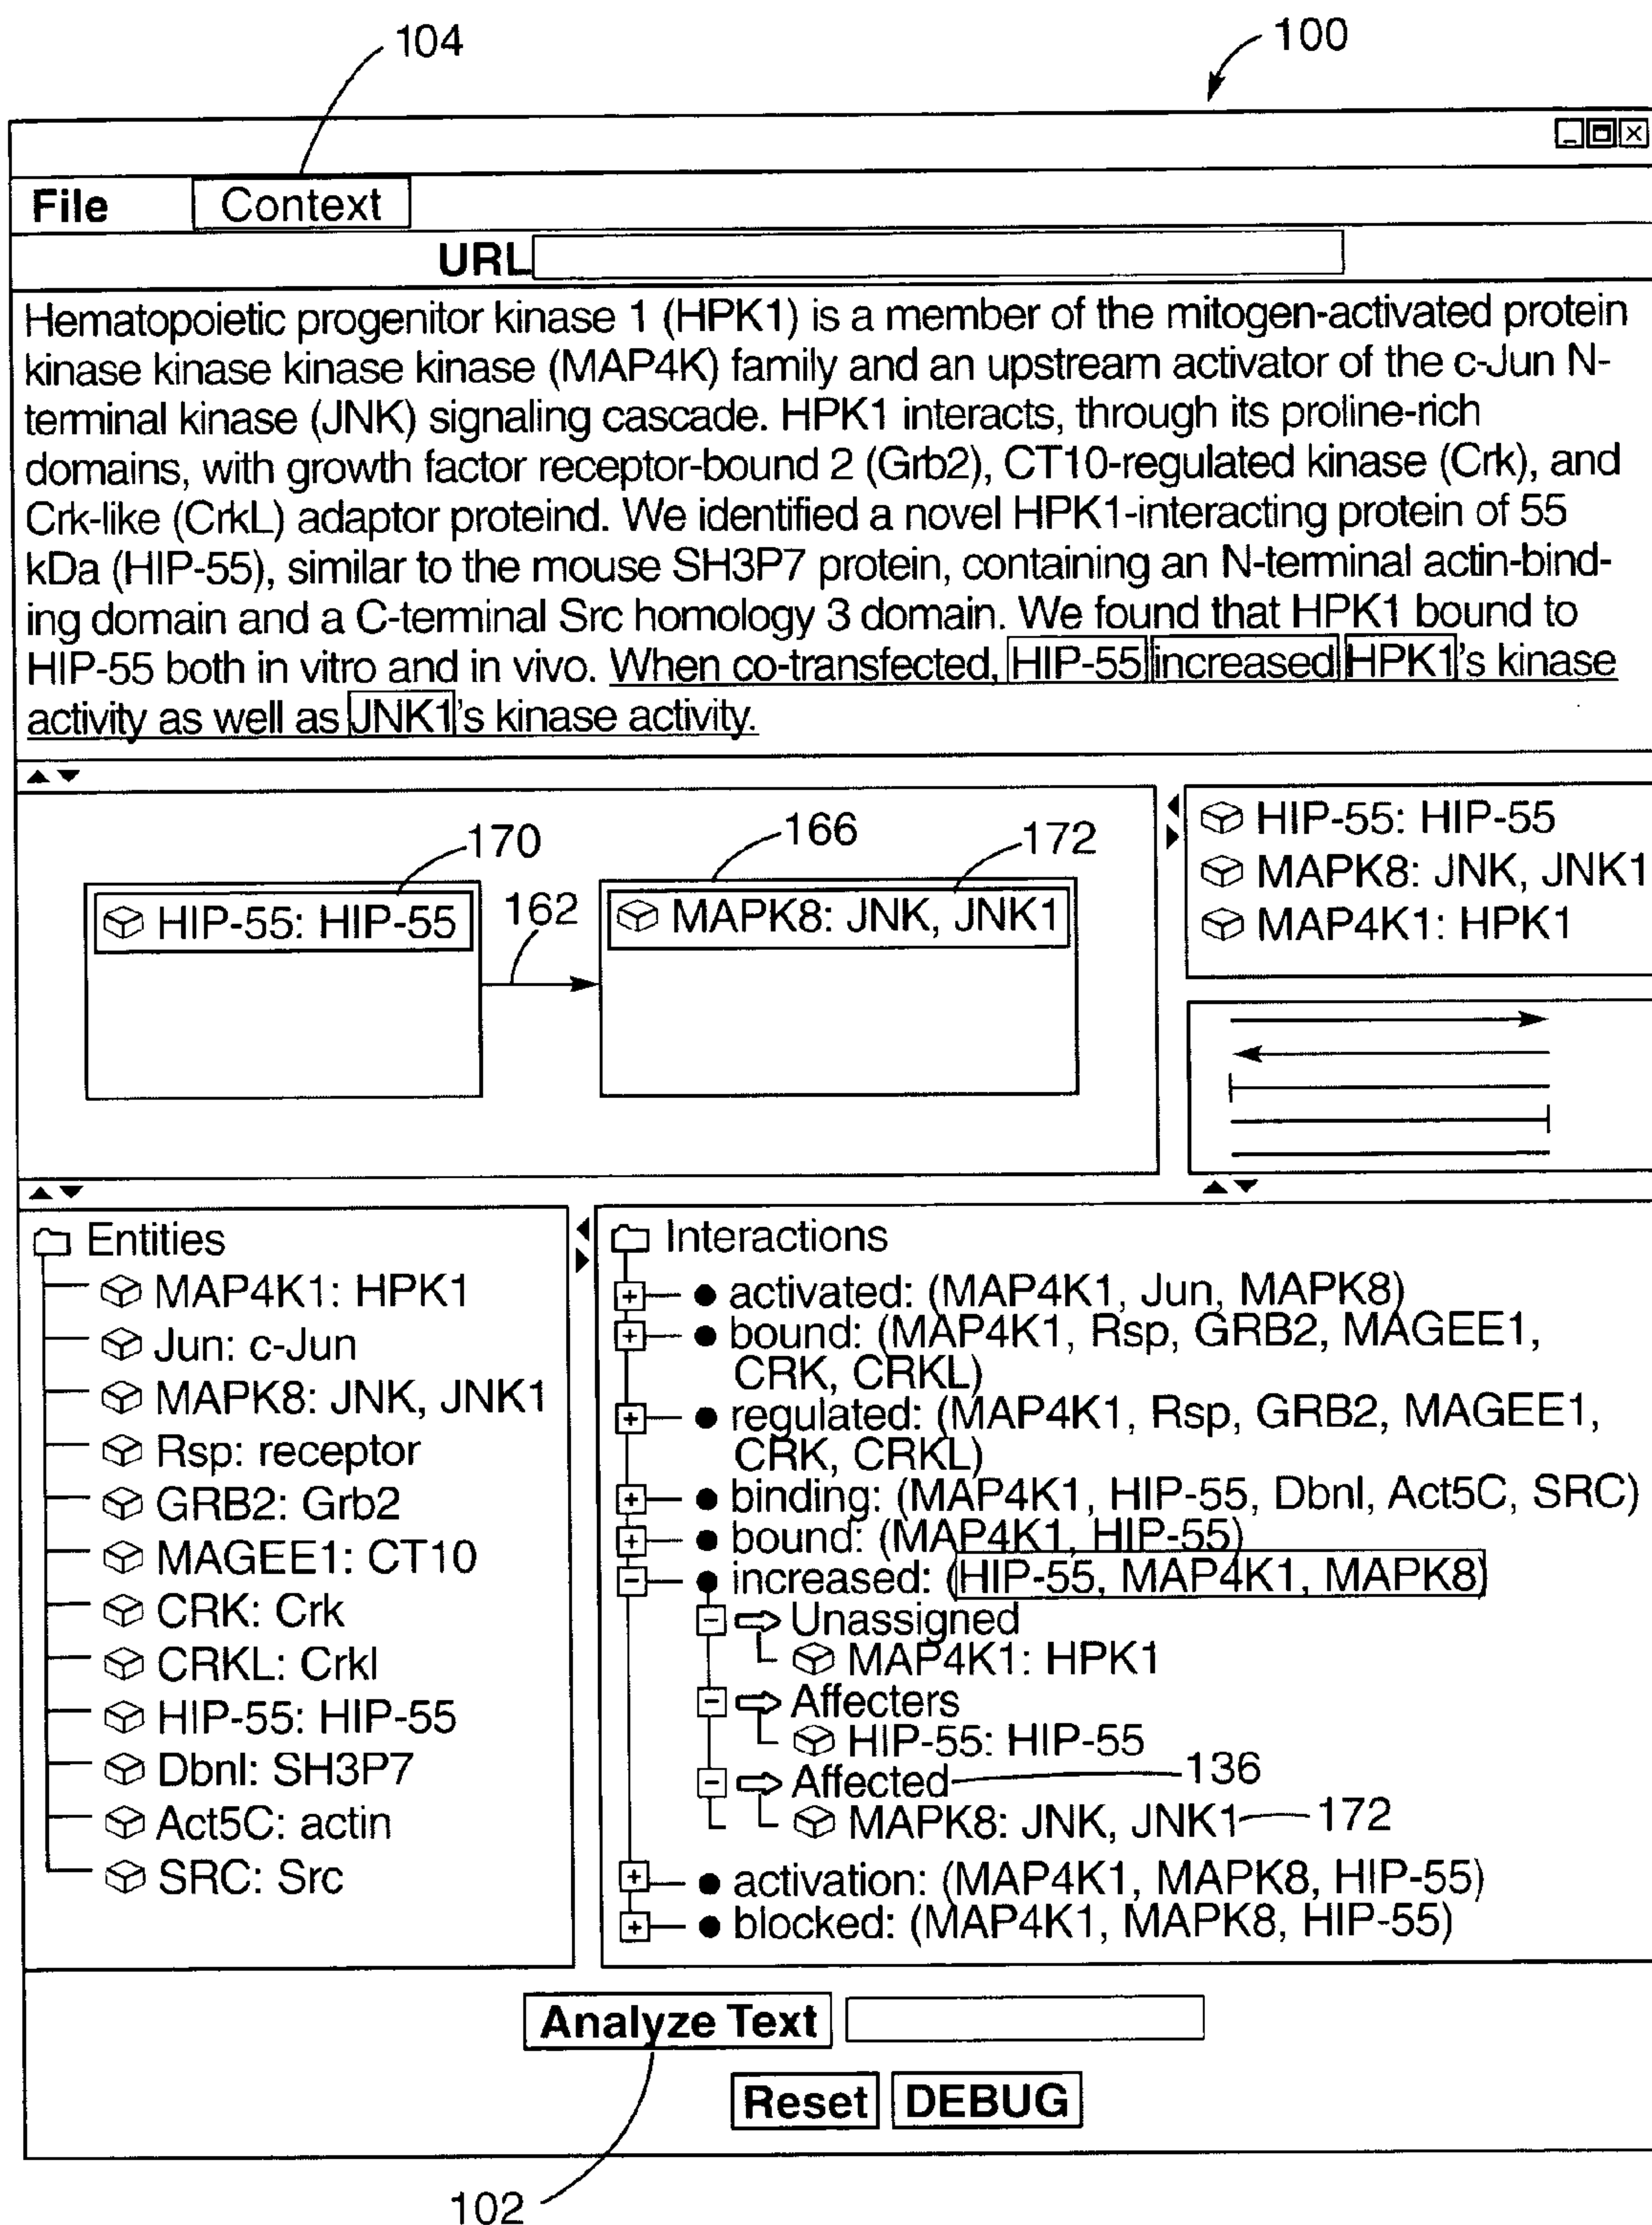 104
100
File
Context
URL
Hematopoietic progenitor kinase 1 (HPK1) is a member of the mitogen-activated protein
kinase kinase kinase kinase (MAP4K) family and an upstream activator of the c-Jun N-
terminal kinase (JNK) signaling cascade. HPK1 interacts, through its proline-rich
domains, with growth factor receptor-bound 2 (Grb2), CT10-regulated kinase (Crk), and
Crk-like (CrkL) adaptor proteind. We identified a novel HPK1-interacting protein of 55
kDa (HIP-55), similar to the mouse SH3P7 protein, containing an N-terminal actin-bind-
ing domain and a C-terminal Src homology 3 domain. We found that HPK1 bound to
HIP-55 both in vitro and in vivo. When co-transfected, HIP-55 increased HPK1's kinase
activity as well as JNK1's kinase activity.
170
166
172
HIP-55: HIP-55
162
MAPK8: JNK, JNK1
HIP-55: HIP-55
MAPK8: JNK, JNK1
MAP4K1: HPK1
Entities
MAP4K1: HPK1
Jun: c-Jun
MAPK8: JNK, JNK1
Rsp: receptor
GRB2: Grb2
MAGEE1: CT10
CRK: Crk
CRKL: Crkl
HIP-55: HIP-55
Dbnl: SH3P7
Act5C: actin
SRC: Src
Interactions
activated: (MAP4K1, Jun, MAPK8)
bound: (MAP4K1, Rsp, GRB2, MAGEE1,
CRK, CRKL)
regulated: (MAP4K1, Rsp, GRB2, MAGEE1,
CRK, CRKL)
binding: (MAP4K1, HIP-55, Dbnl, Act5C, SRC)
bound: (MAP4K1, HIP-55)
increased: (HIP-55, MAP4K1, MAPK8)
Unassigned
MAP4K1: HPK1
Affecters
HIP-55: HIP-55
Affected
136
MAPK8: JNK, JNK1
172
activation: (MAP4K1, MAPK8, HIP-55)
blocked: (MAP4K1, MAPK8, HIP-55)
Analyze Text
Reset
DEBUG
102